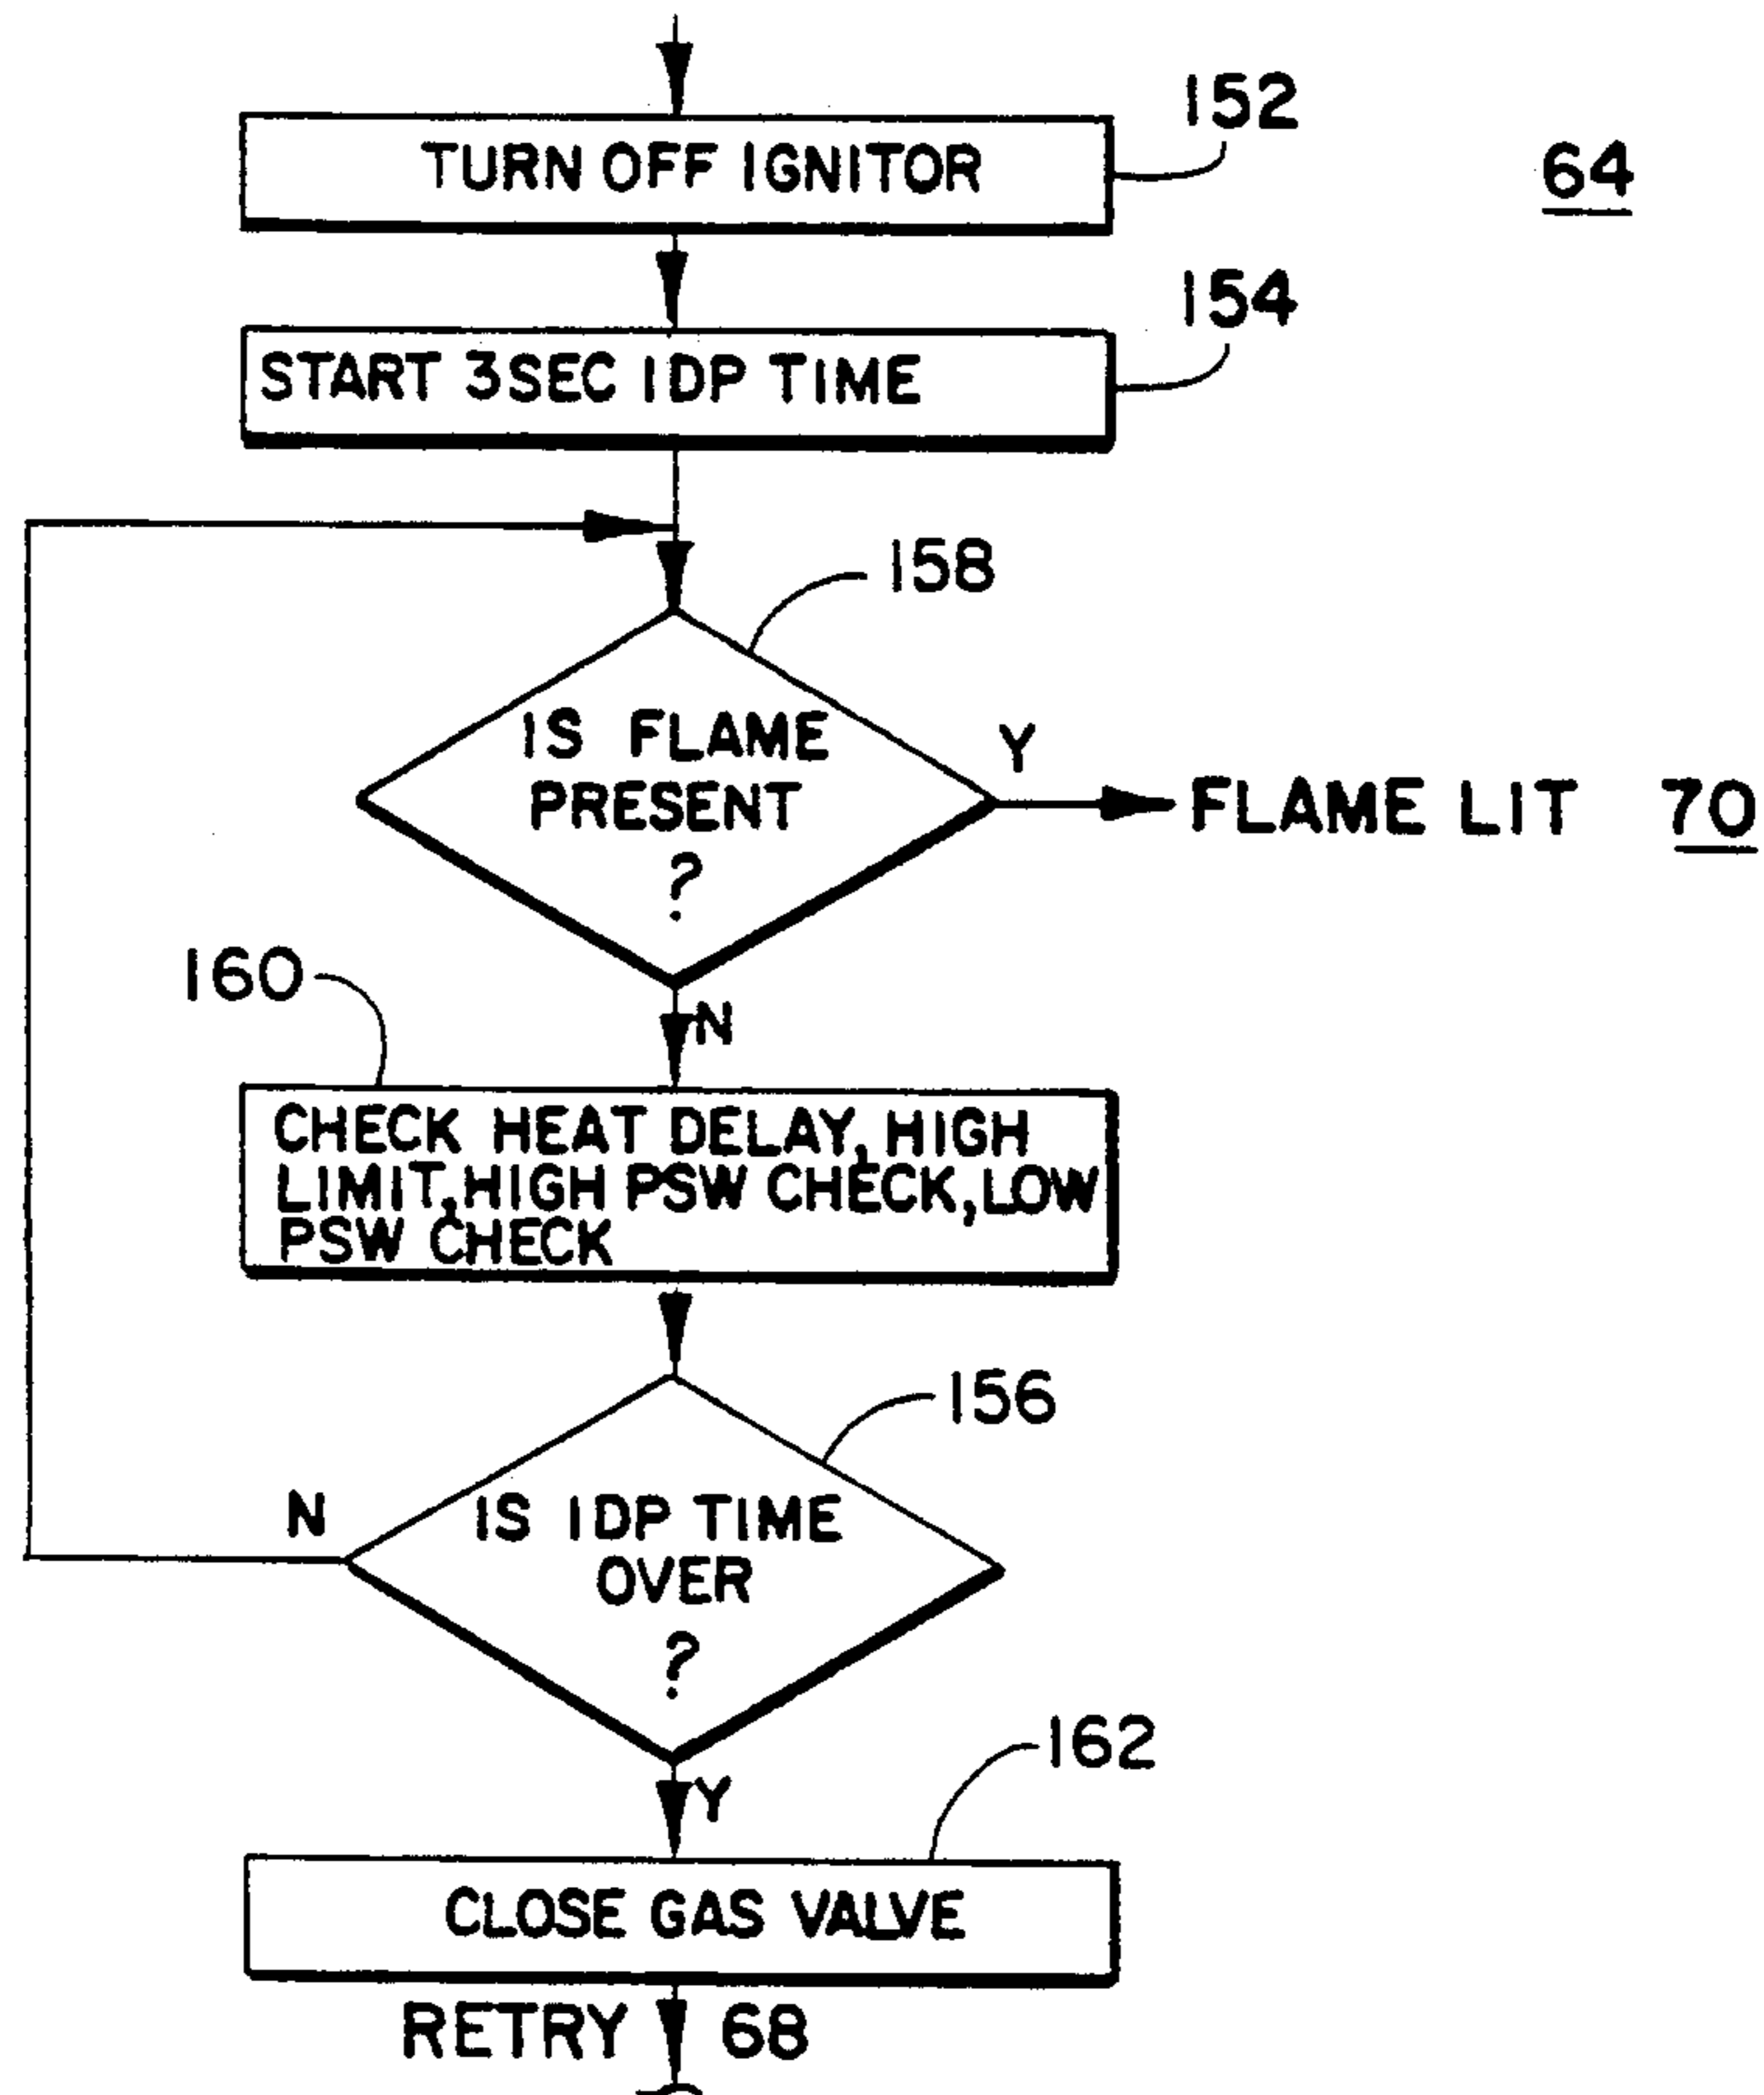 152
TURN OFF IGNITOR
64
154
START 3SEC IDP TIME
158
IS FLAME
PRESENT
?
Y
FLAME LIT 70
160
N
CHECK HEAT DELAY, HIGH
LIMIT, HIGH PSW CHECK, LOW
PSW CHECK
156
N
IS IDP TIME
OVER
?
162
Y
CLOSE GAS VALVE
RETRY 68